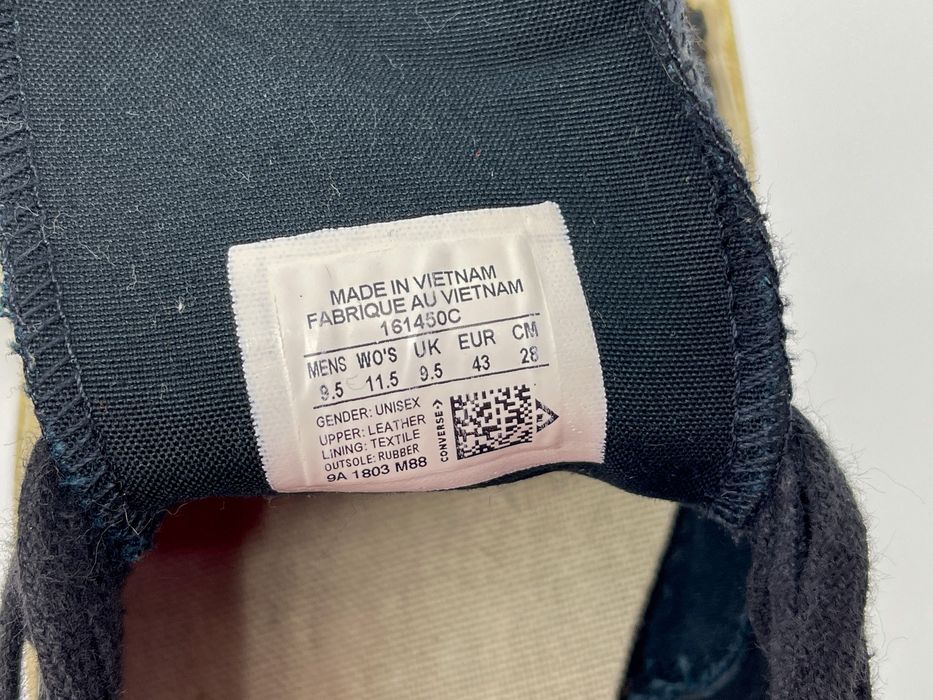 MADE IN VIETNAM
FABRIQUE AU VIETNAM
161450C
MENS WO'S UK EUR CM
9.5 11.5 9.5 43 28
GENDER: UNISEX
UPPER: LEATHER
LINING: TEXTILE
OUTSOLE: RUBBER
9A 1803 M88
CONVERSE->